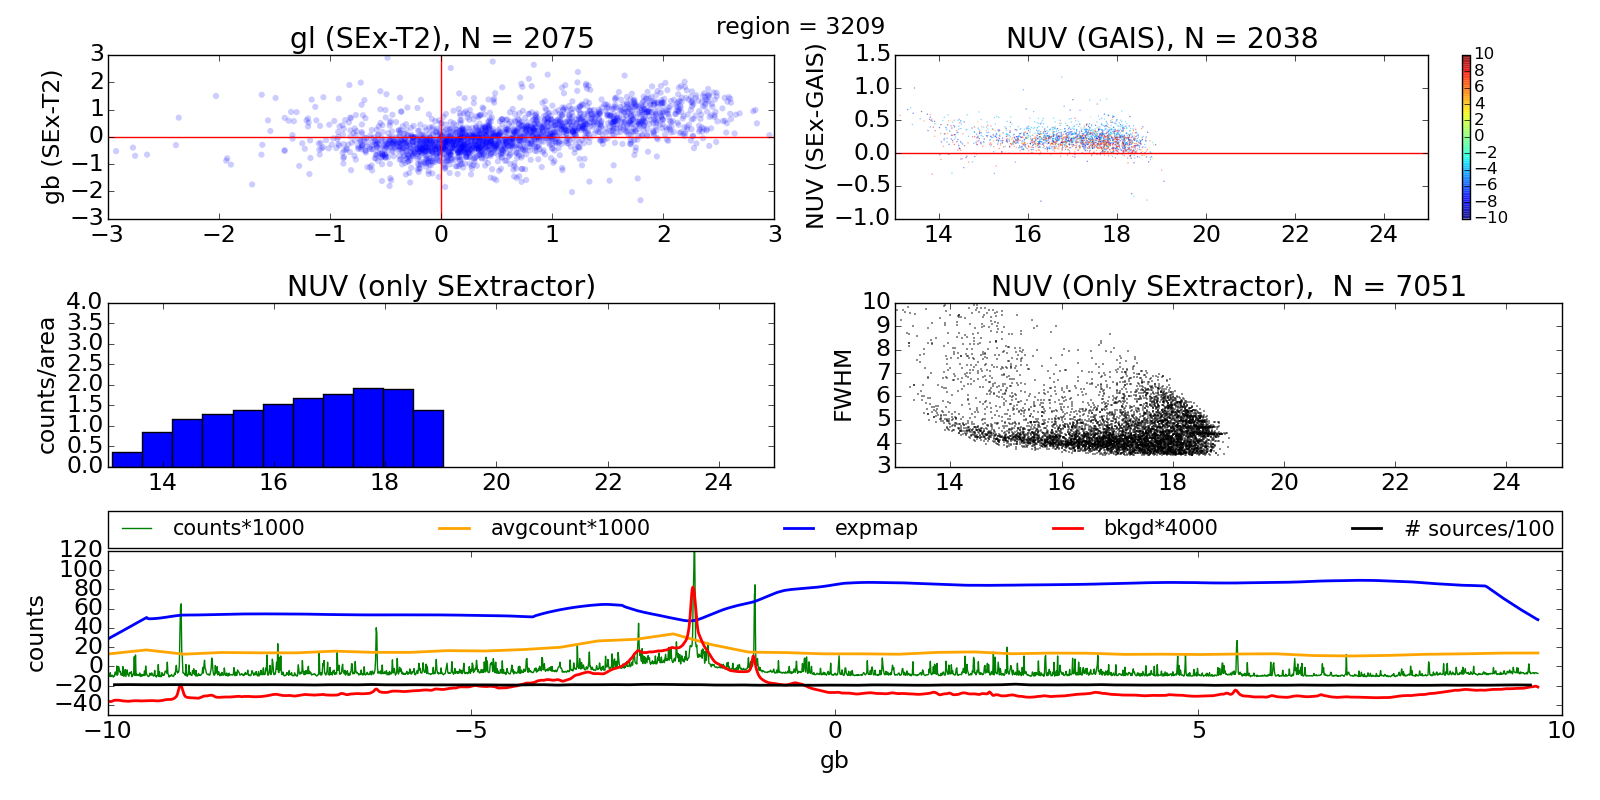 region = 3209
gl (SEx-T2), N = 2075
gb (SEx-T2)
3
2
1
0
−1
−2
−3
−3 −2 −1 0 1 2 3
NUV (GAIS), N = 2038
NUV (SEx-GAIS)
1.5
1.0
0.5
0.0
−0.5
−1.0
14 16 18 20 22 24
10
8
6
4
2
0
−2
−4
−6
−8
−10
NUV (only SExtractor)
counts/area
4.0
3.5
3.0
2.5
2.0
1.5
1.0
0.5
0.0
14 16 18 20 22 24
NUV (Only SExtractor),  N = 7051
FWHM
10
9
8
7
6
5
4
3
14 16 18 20 22 24
counts*1000 avgcount*1000 expmap bkgd*4000 # sources/100
counts
120
100
80
60
40
20
0
−20
−40
−10 −5 0 5 10
gb